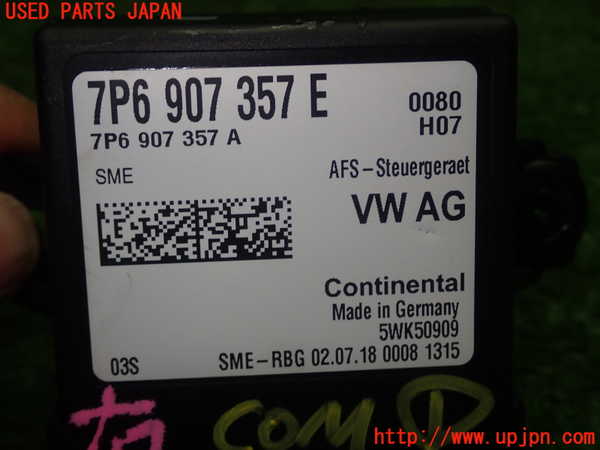 USED PARTS JAPAN
7P6 907 357 E
7P6 907 357 A
0080
H07
SME
AFS-Steuergeraet
VW AG
Continental
Made in Germany
5WK50909
03S
SME-RBG 02.07.18 0008 1315
右 COM
http://www.upjpn.com/